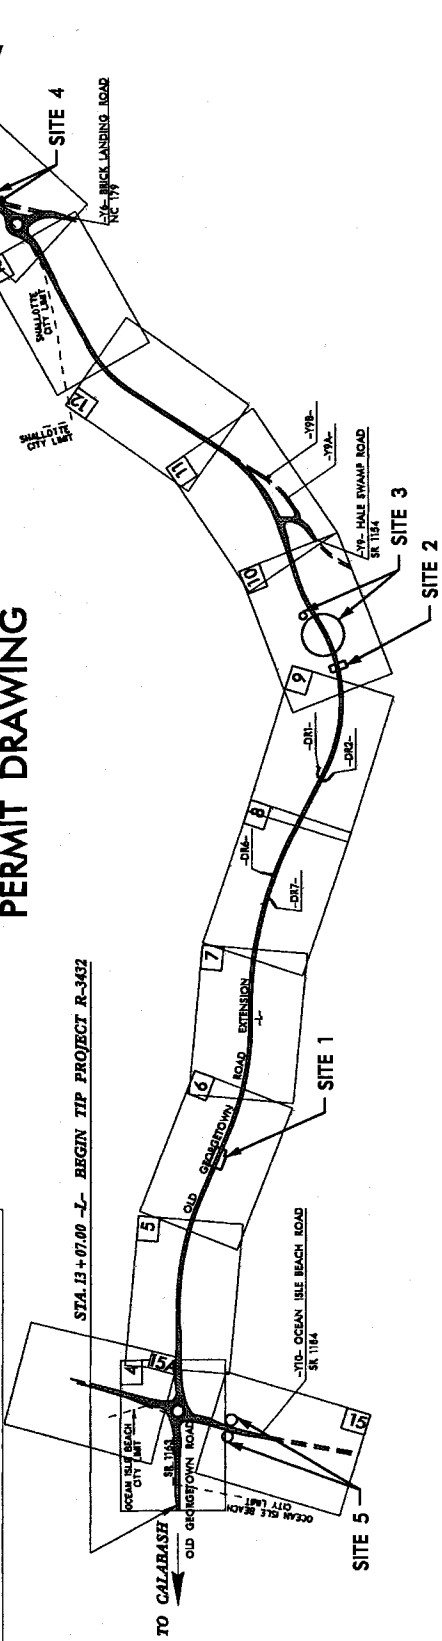 PERMIT DRAWING
STA. 13 + 07.00 -L- BEGIN TIP PROJECT R-3432
TO CALABASH
OLD GEORGETOWN ROAD
SR 1163
OCEAN ISLE BEACH
CITY LIMIT
OCEAN ISLE BEACH
CITY LIMIT
4
15A
15
SITE 5
-Y10- OCEAN ISLE BEACH ROAD
SR 1184
5
OLD GEORGETOWN ROAD EXTENSION
-L-
SITE 1
6
7
-DR6-
-DR7-
8
-DR1-
-DR2-
9
SITE 2
SITE 3
10
-Y9- HALE SWAMP ROAD
SR 1154
-Y9A-
-Y9B-
11
12
SHALLOTTE
CITY LIMIT
SHALLOTTE
CITY LIMIT
-Y6- BRICK LANDING ROAD
NC 179
SITE 4